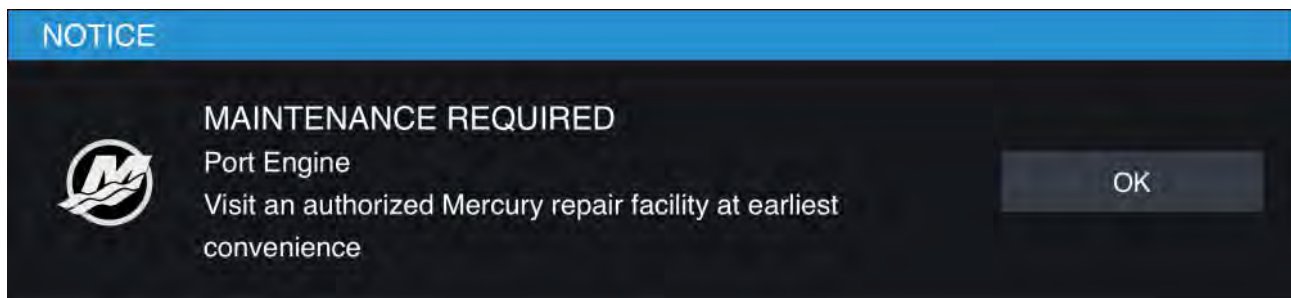 NOTICE
MAINTENANCE REQUIRED
Port Engine
Visit an authorized Mercury repair facility at earliest
convenience
OK